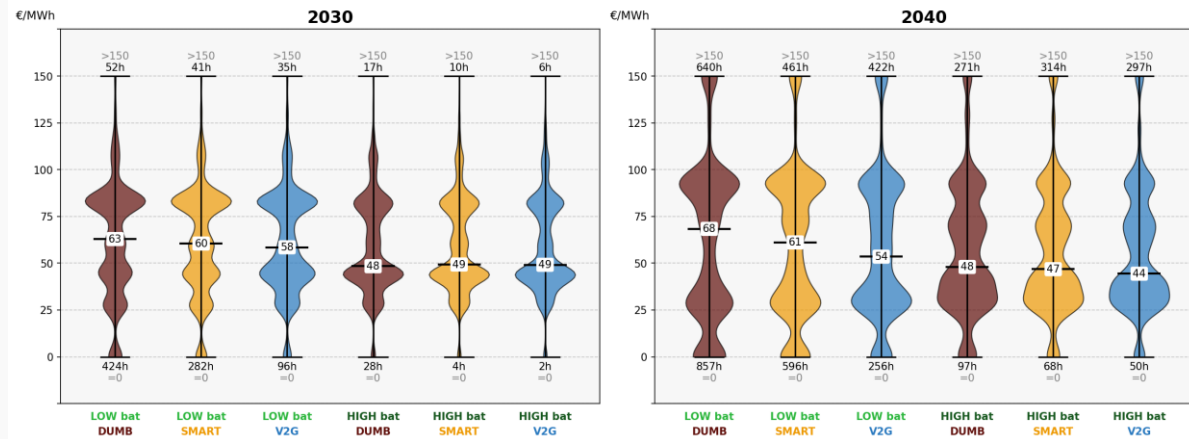 €/MWh 2030
>150 >150 >150 >150 >150 >150
52h 41h 35h 17h 10h 6h
150
125
100
75
63 60 58 48 49 49
50
25
0
424h 282h 96h 28h 4h 2h
=0 =0 =0 =0 =0 =0
LOW bat LOW bat LOW bat HIGH bat HIGH bat HIGH bat
DUMB SMART V2G DUMB SMART V2G
€/MWh 2040
>150 >150 >150 >150 >150 >150
640h 461h 422h 271h 314h 297h
150
125
100
75
68 61 54 48 47 44
50
25
0
857h 596h 256h 97h 68h 50h
=0 =0 =0 =0 =0 =0
LOW bat LOW bat LOW bat HIGH bat HIGH bat HIGH bat
DUMB SMART V2G DUMB SMART V2G